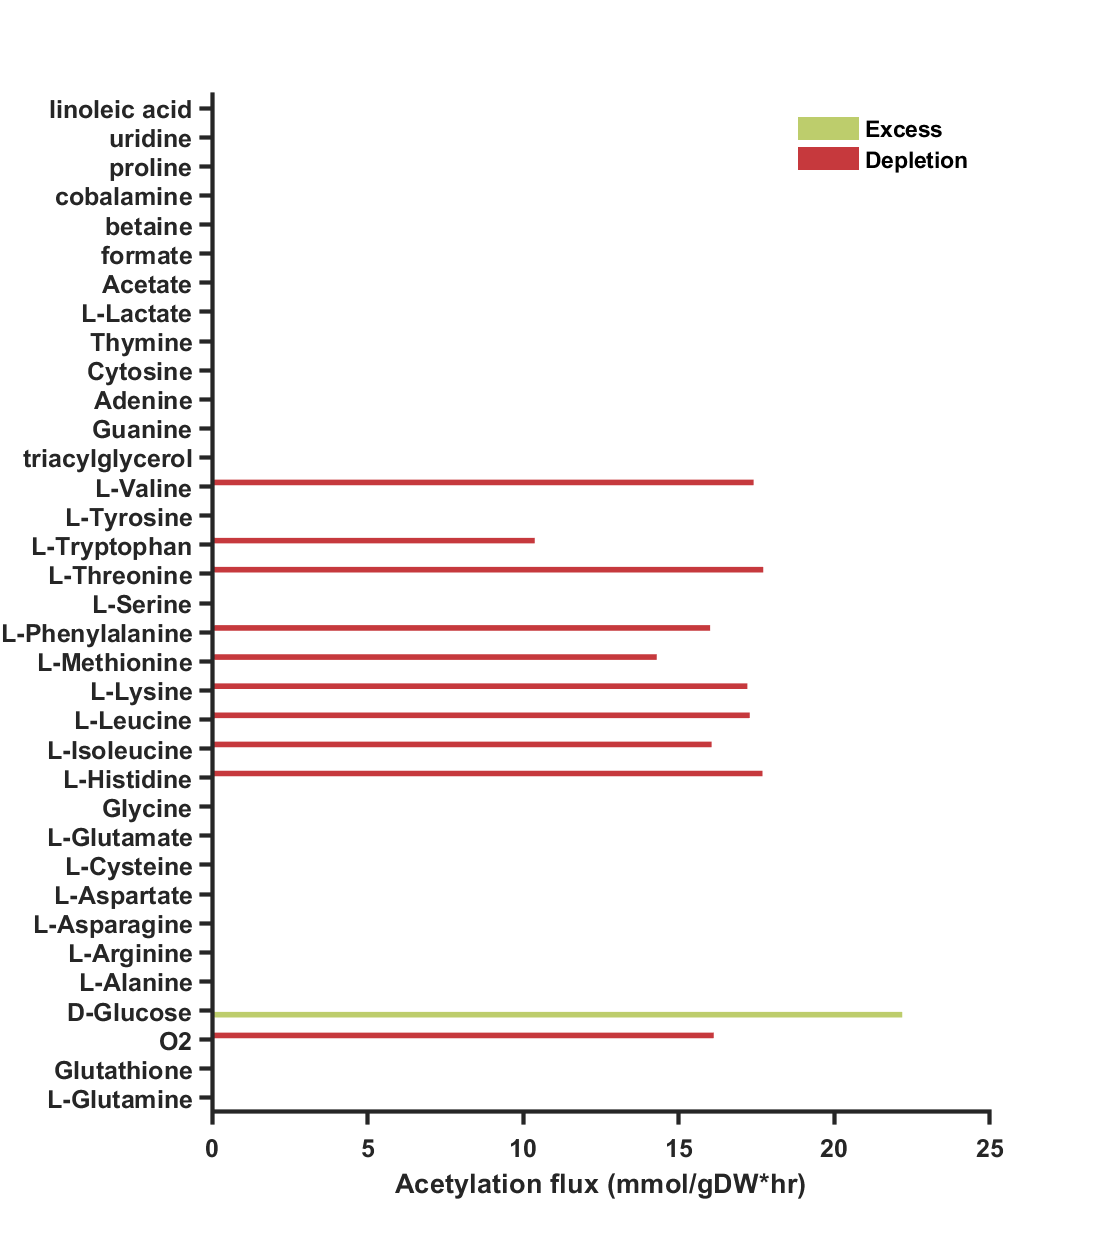 linoleic acid
uridine
proline
cobalamine
betaine
formate
Acetate
L-Lactate
Thymine
Cytosine
Adenine
Guanine
triacylglycerol
L-Valine
L-Tyrosine
L-Tryptophan
L-Threonine
L-Serine
L-Phenylalanine
L-Methionine
L-Lysine
L-Leucine
L-Isoleucine
L-Histidine
Glycine
L-Glutamate
L-Cysteine
L-Aspartate
L-Asparagine
L-Arginine
L-Alanine
D-Glucose
O2
Glutathione
L-Glutamine
Excess
Depletion
0 5 10 15 20 25
Acetylation flux (mmol/gDW*hr)